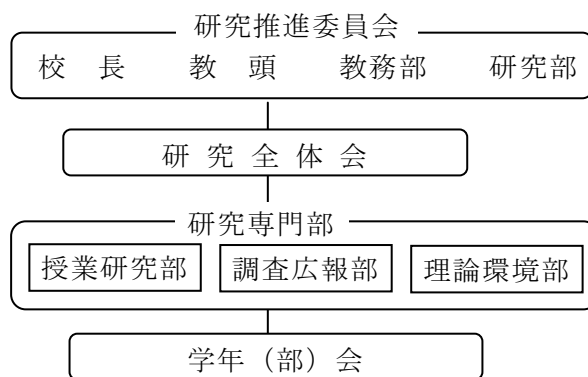 研究推進委員会
校 長 教 頭 教務部 研究部
研 究 全 体 会
研究専門部
授業研究部 調査広報部 理論環境部
学年（部）会